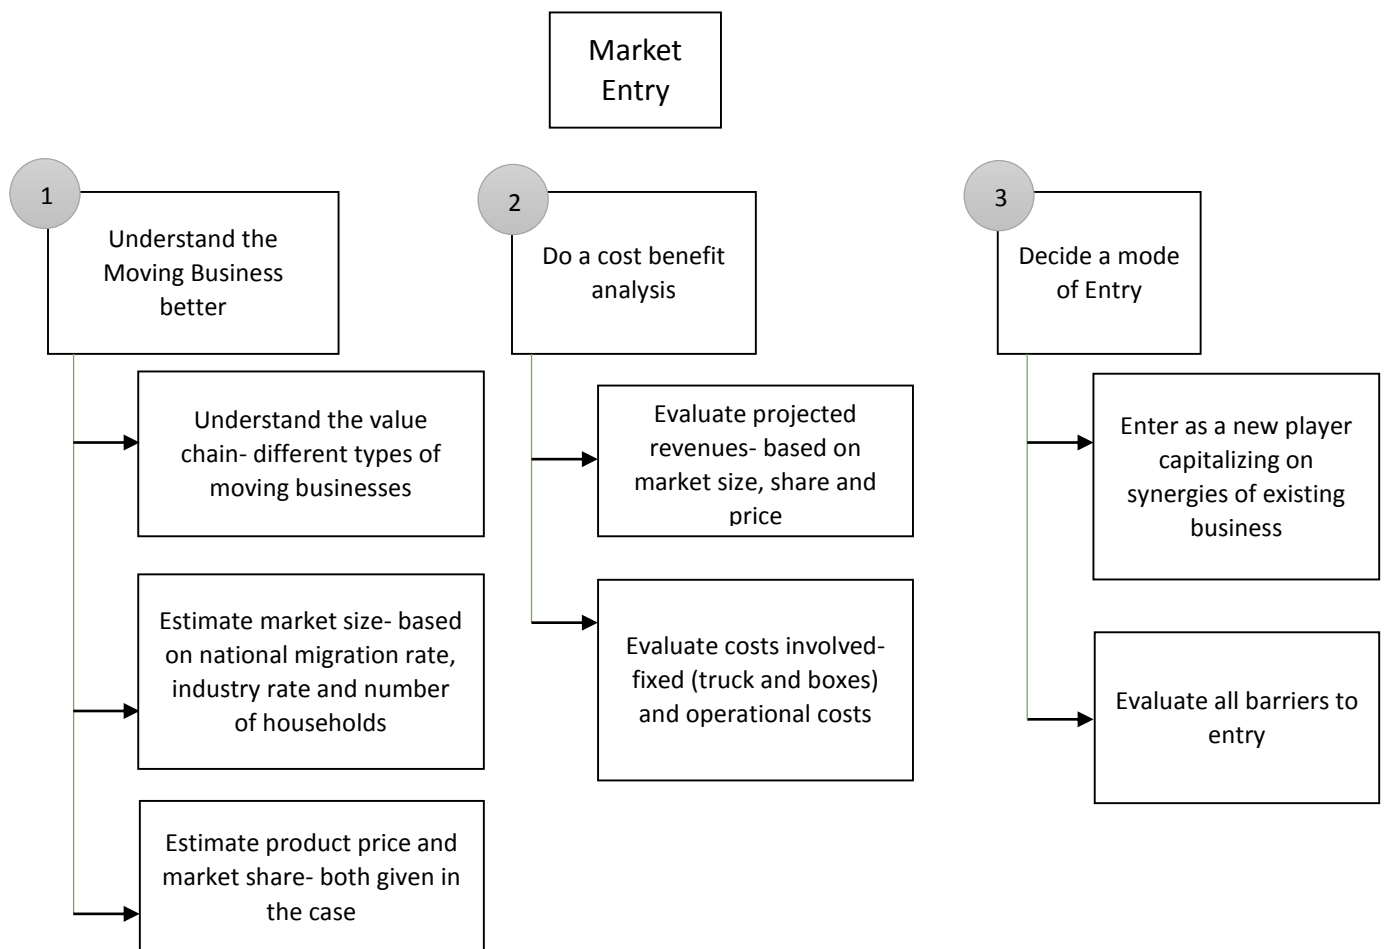 Market
Entry
1
Understand the
Moving Business
better
Understand the value
chain- different types of
moving businesses
Estimate market size- based
on national migration rate,
industry rate and number
of households
Estimate product price and
market share- both given in
the case
2
Do a cost benefit
analysis
Evaluate projected
revenues- based on
market size, share and
price
Evaluate costs involved-
fixed (truck and boxes)
and operational costs
3
Decide a mode
of Entry
Enter as a new player
capitalizing on
synergies of existing
business
Evaluate all barriers to
entry